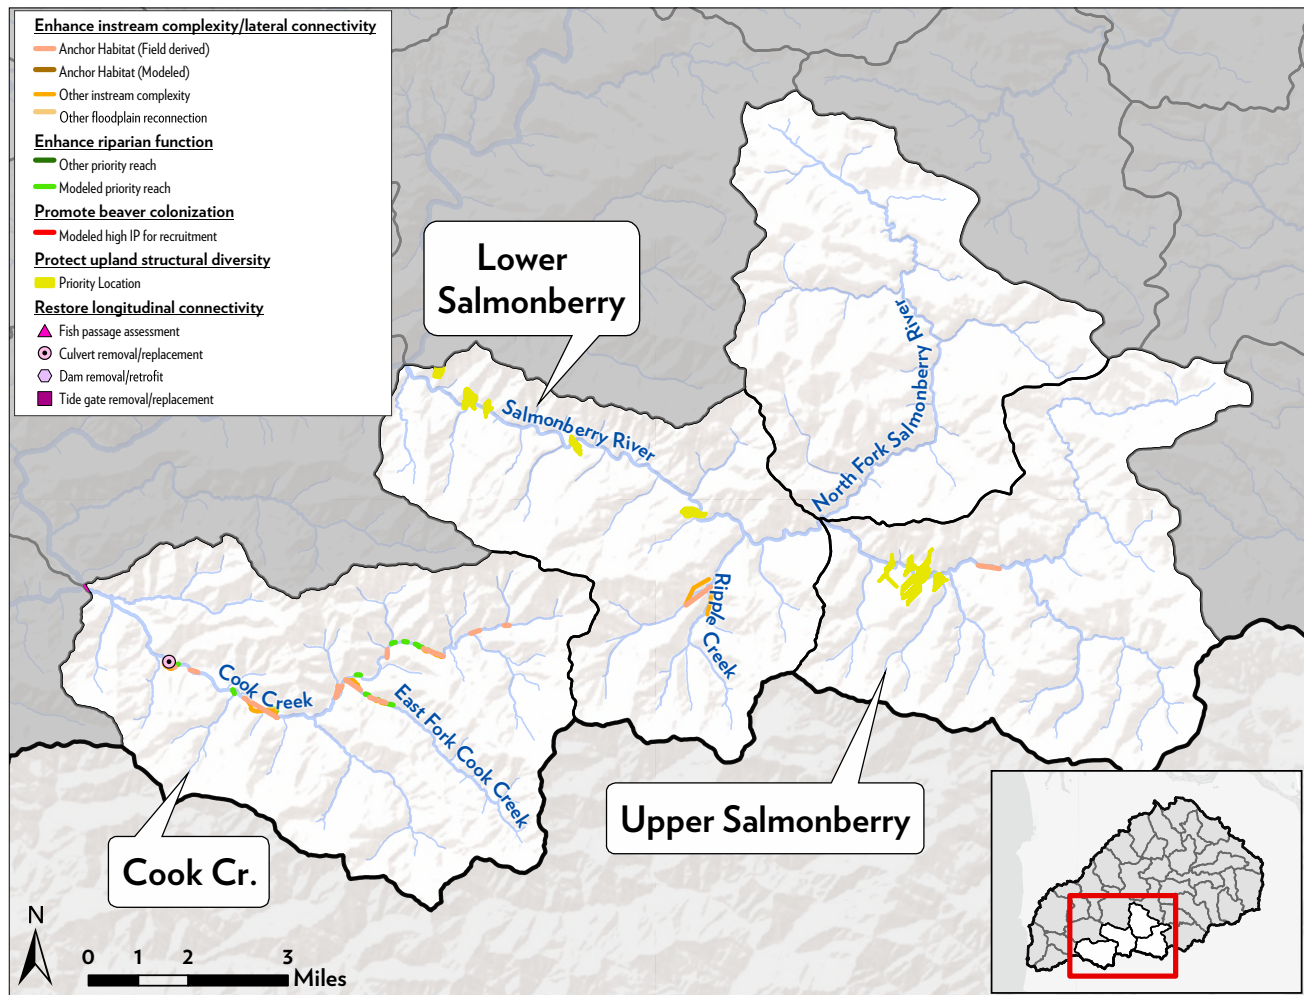 Enhance instream complexity/lateral connectivity
Anchor Habitat (Field derived)
Anchor Habitat (Modeled)
Other instream complexity
Other floodplain reconnection
Enhance riparian function
Other priority reach
Modeled priority reach
Promote beaver colonization
Modeled high IP for recruitment
Protect upland structural diversity
Priority Location
Restore longitudinal connectivity
Fish passage assessment
Culvert removal/replacement
Dam removal/retrofit
Tide gate removal/replacement
Lower
Salmonberry
Salmonberry River
North Fork Salmonberry River
Ripple Creek
Cook Creek
East Fork Cook Creek
Upper Salmonberry
Cook Cr.
N
0 1 2 3
Miles